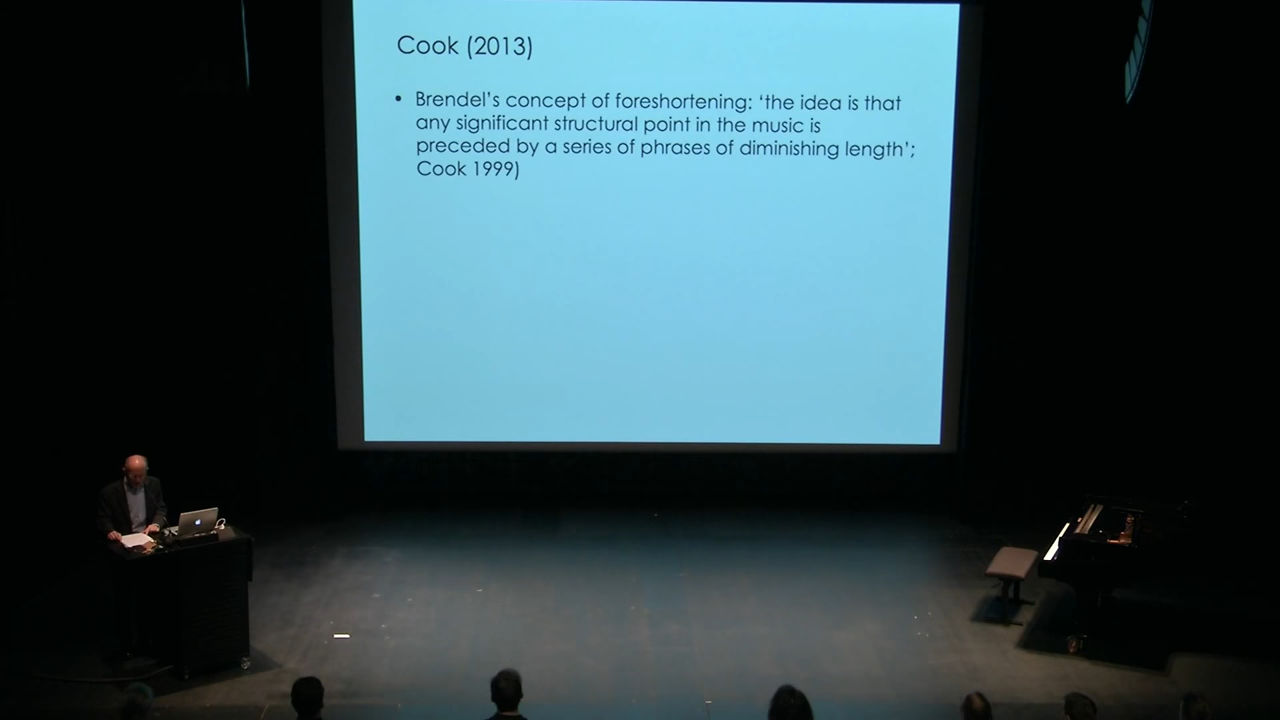 Cook (2013)
• Brendel's concept of foreshortening: ‘the idea is that
any significant structural point in the music is
preceded by a series of phrases of diminishing length’;
Cook 1999)